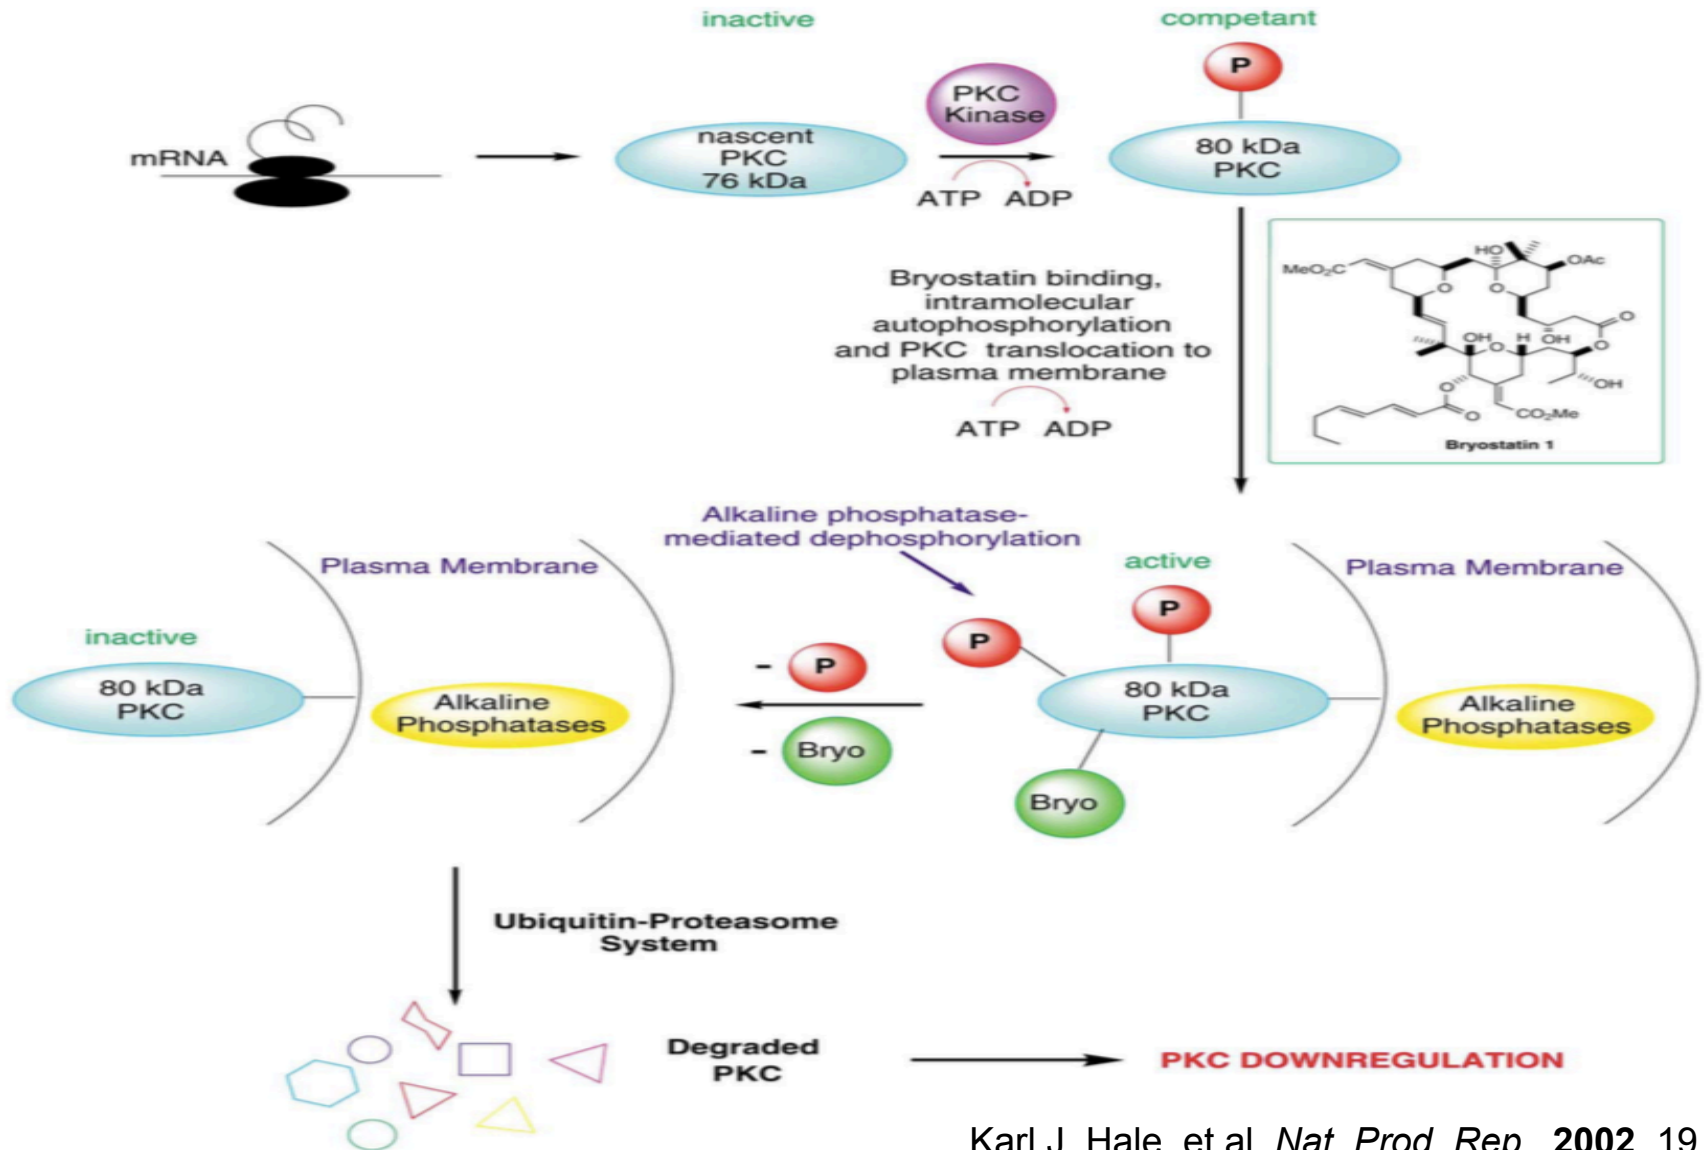 inactive
competant
P
PKC
Kinase
mRNA
nascent
PKC
76 kDa
80 kDa
PKC
ATP ADP
Bryostatin binding,
intramolecular
autophosphorylation
and PKC translocation to
plasma membrane
ATP ADP
HO
MeO₂C
OAc
O
O
O
OH
H
OH
O
O
O
OH
O
CO₂Me
Bryostatin 1
Alkaline phosphatase-
mediated dephosphorylation
active
Plasma Membrane
Plasma Membrane
inactive
P
P
- P
80 kDa
PKC
Alkaline
Phosphatases
80 kDa
PKC
Alkaline
Phosphatases
- Bryo
Bryo
Ubiquitin-Proteasome
System
Degraded
PKC
PKC DOWNREGULATION
Karl J. Hale, et al. Nat. Prod. Rep., 2002, 19